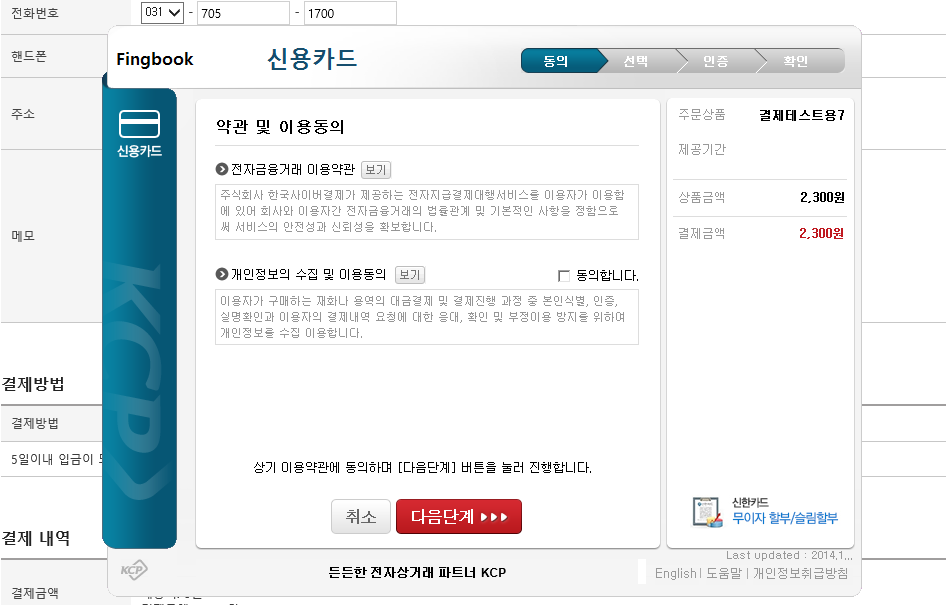 전화번호
031 - 705 - 1700
핸드폰
주소
메모
결제방법
결제방법
5일이내 입금이
결제 내역
결제금액
Fingbook
신용카드
동의
선택
인증
확인
신용카드
KCP
약관 및 이용동의
전자금융거래 이용약관 보기
주식회사 한국사이버결제가 제공하는 전자지급결제대행서비스를 이용자가 이용함
에 있어 회사와 이용자간 전자금융거래의 법률관계 및 기본적인 사항을 정함으로
써 서비스의 안전성과 신뢰성을 확보합니다.
개인정보의 수집 및 이용동의 보기
동의합니다.
이용자가 구매하는 재화나 용역의 대금결제 및 결제진행 과정 중 본인식별, 인증,
실명확인과 이용자의 결제내역 요청에 대한 응대, 확인 및 부정이용 방지를 위하여
개인정보를 수집 이용합니다.
상기 이용약관에 동의하며 [다음단계] 버튼을 눌러 진행합니다.
취소
다음단계
주문상품 결제테스트용7
제공기간
상품금액 2,300원
결제금액 2,300원
신한카드
무이자 할부/슬림할부
KCP
든든한 전자상거래 파트너 KCP
Last updated : 2014,1...
English | 도움말 | 개인정보취급방침